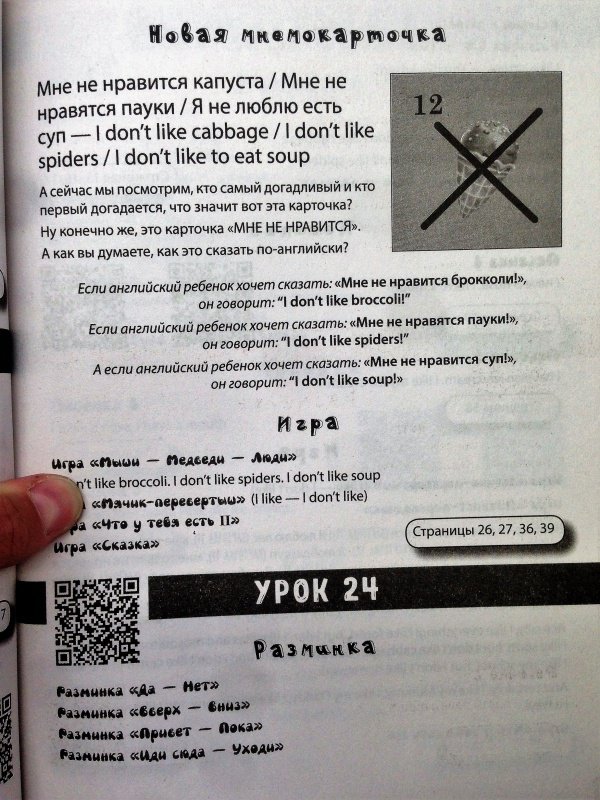 Новая мнемокарточка
Мне не нравится капуста / Мне не
нравятся пауки / Я не люблю есть
суп — I don't like cabbage / I don't like
spiders / I don't like to eat soup
12
А сейчас мы посмотрим, кто самый догадливый и кто
первый догадается, что значит вот эта карточка?
Ну конечно же, это карточка «МНЕ НЕ НРАВИТСЯ».
А как вы думаете, как это сказать по-английски?
Если английский ребенок хочет сказать: «Мне не нравится брокколи!»,
он говорит: “I don't like broccoli!”
Если английский ребенок хочет сказать: «Мне не нравятся пауки!»,
он говорит: “I don't like spiders!”
А если английский ребенок хочет сказать: «Мне не нравится суп!»,
он говорит: “I don't like soup!»
Игра
Игра «Мыши — Медведи — Люди»
like broccoli. I don't like spiders. I don't like soup
«Мячик-перевертыш» (I like — I don't like)
«Что у тебя есть II»
Игра «Сказка»
Страницы 26, 27, 36, 39
УРОК 24
Разминка
Разминка «Да — Нет»
Разминка «Вверх — Вниз»
Разминка «Привет — Пока»
Разминка «Иди сюда — Уходи»
7